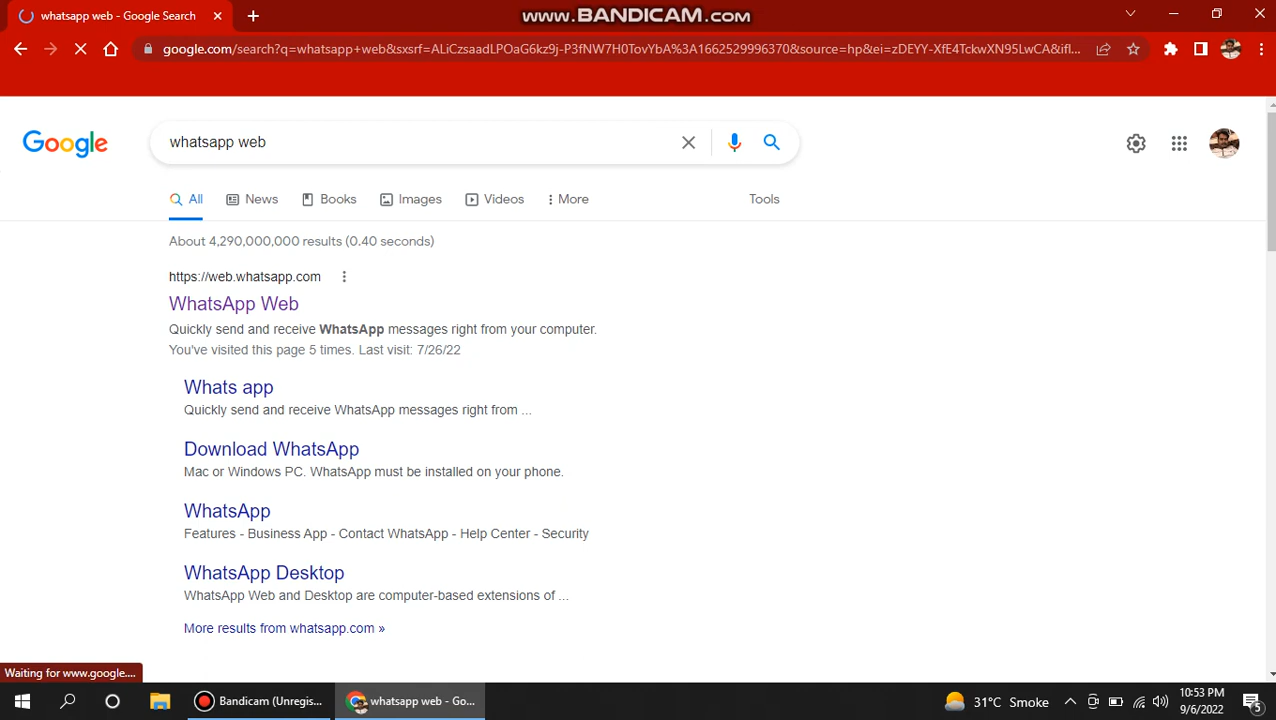 whatsapp web - Google Search
www.BANDICAM.com
google.com/search?q=whatsapp+web&sxsrf=ALiCzsaadLPOaG6kz9j-P3fNW7H0TovYbA%3A1662529996370&source=hp&ei=zDEYY-XfE4TckwXN95LwCA&ifl...
Google
whatsapp web
All
News
Books
Images
Videos
More
Tools
About 4,290,000,000 results (0.40 seconds)
https://web.whatsapp.com
WhatsApp Web
Quickly send and receive WhatsApp messages right from your computer.
You've visited this page 5 times. Last visit: 7/26/22
Whats app
Quickly send and receive WhatsApp messages right from ...
Download WhatsApp
Mac or Windows PC. WhatsApp must be installed on your phone.
WhatsApp
Features - Business App - Contact WhatsApp - Help Center - Security
WhatsApp Desktop
WhatsApp Web and Desktop are computer-based extensions of ...
More results from whatsapp.com »
Waiting for www.google....
Bandicam (Unregis...
whatsapp web - Go...
31°C Smoke
10:53 PM
9/6/2022
5